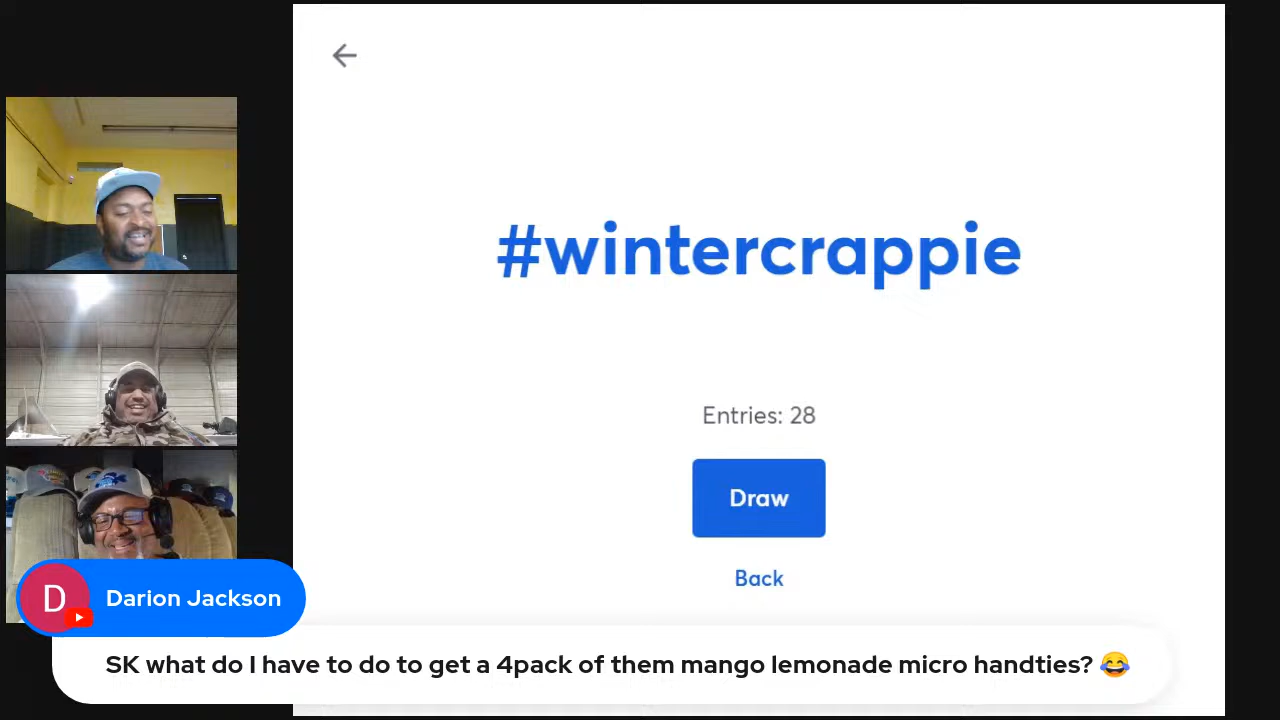 #wintercrappie
Entries: 28
Draw
Back
D
Darion Jackson
SK what do I have to do to get a 4pack of them mango lemonade micro handties? 😂